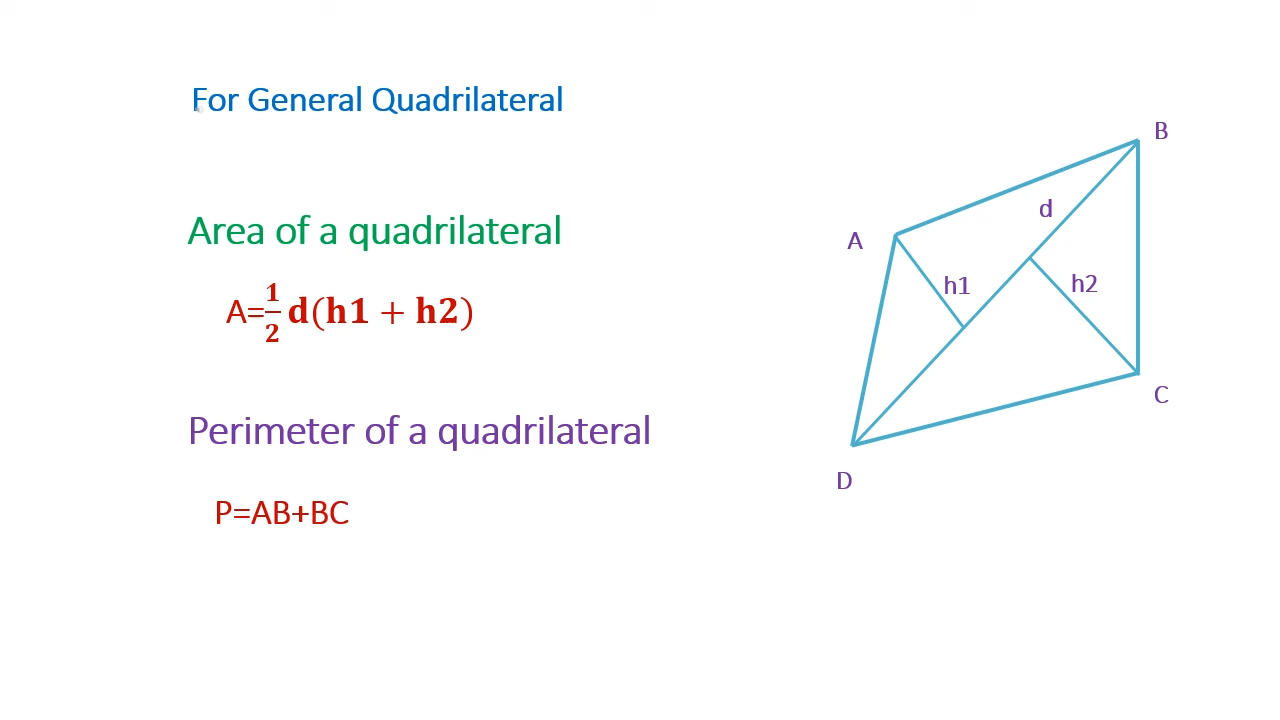 For General Quadrilateral
Area of a quadrilateral
A=1/2 d(h1 + h2)
Perimeter of a quadrilateral
P=AB+BC
B
d
A
h1
h2
C
D